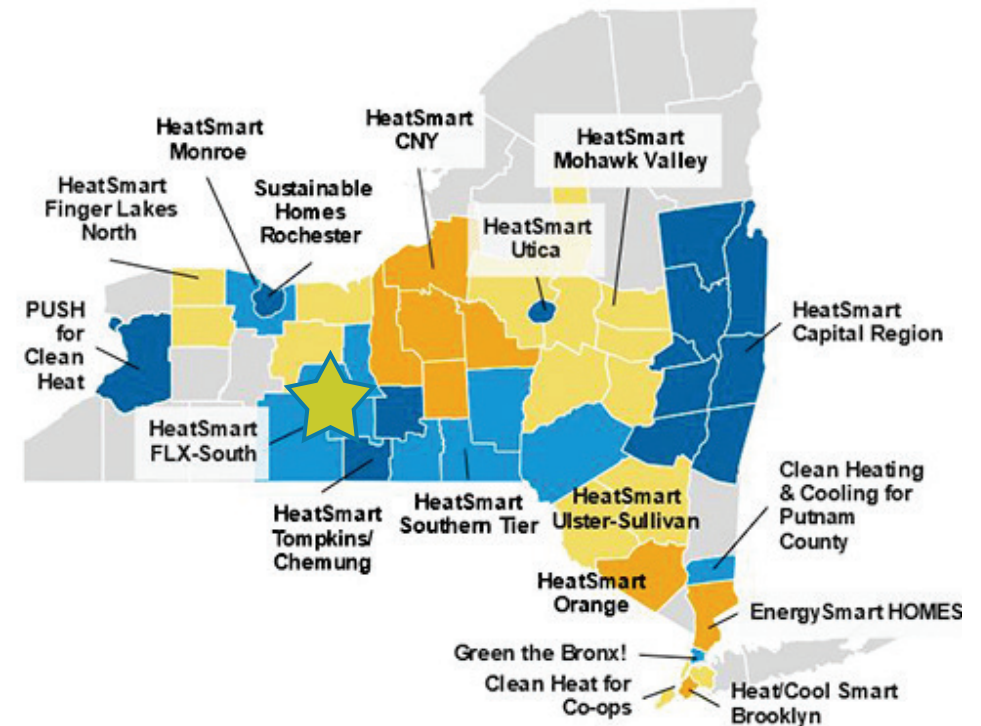 HeatSmart
CNY
HeatSmart
Monroe
HeatSmart
Mohawk Valley
HeatSmart
Finger Lakes
North
Sustainable
Homes
Rochester
HeatSmart
Utica
PUSH
for
Clean
Heat
HeatSmart
Capital Region
HeatSmart
FLX-South
Clean Heating
& Cooling for
Putnam
County
HeatSmart
Tompkins/
Chemung
HeatSmart
Southern Tier
HeatSmart
Ulster-Sullivan
HeatSmart
Orange
EnergySmart HOMES
Green the Bronx!
Clean Heat for
Co-ops
Heat/Cool Smart
Brooklyn